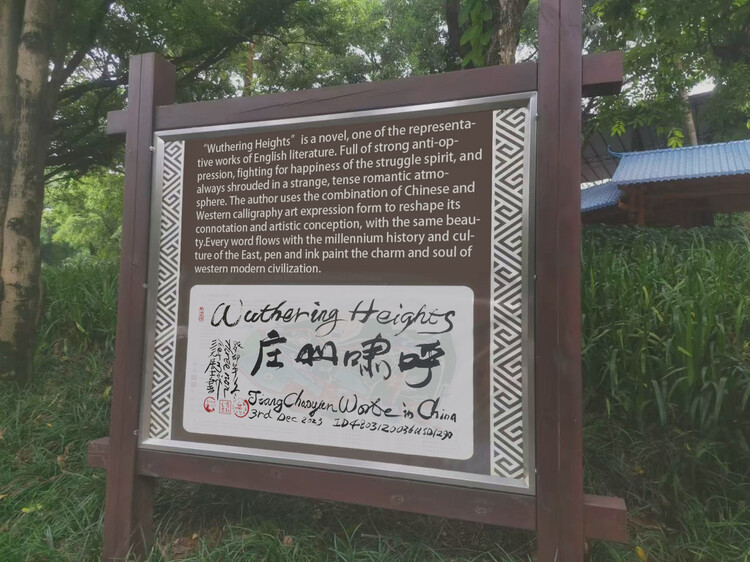 "Wuthering Heights" is a novel, one of the representa-
tive works of English literature. Full of strong anti-op-
pression, fighting for happiness of the struggle spirit, and
always shrouded in a strange, tense romantic atmo-
sphere. The author uses the combination of Chinese and
Western calligraphy art expression form to reshape its
connotation and artistic conception, with the same beau-
ty.Every word flows with the millennium history and cul-
ture of the East, pen and ink paint the charm and soul of
western modern civilization.
Wuthering Heights
呼啸山庄
in China
3rd Dec 2023